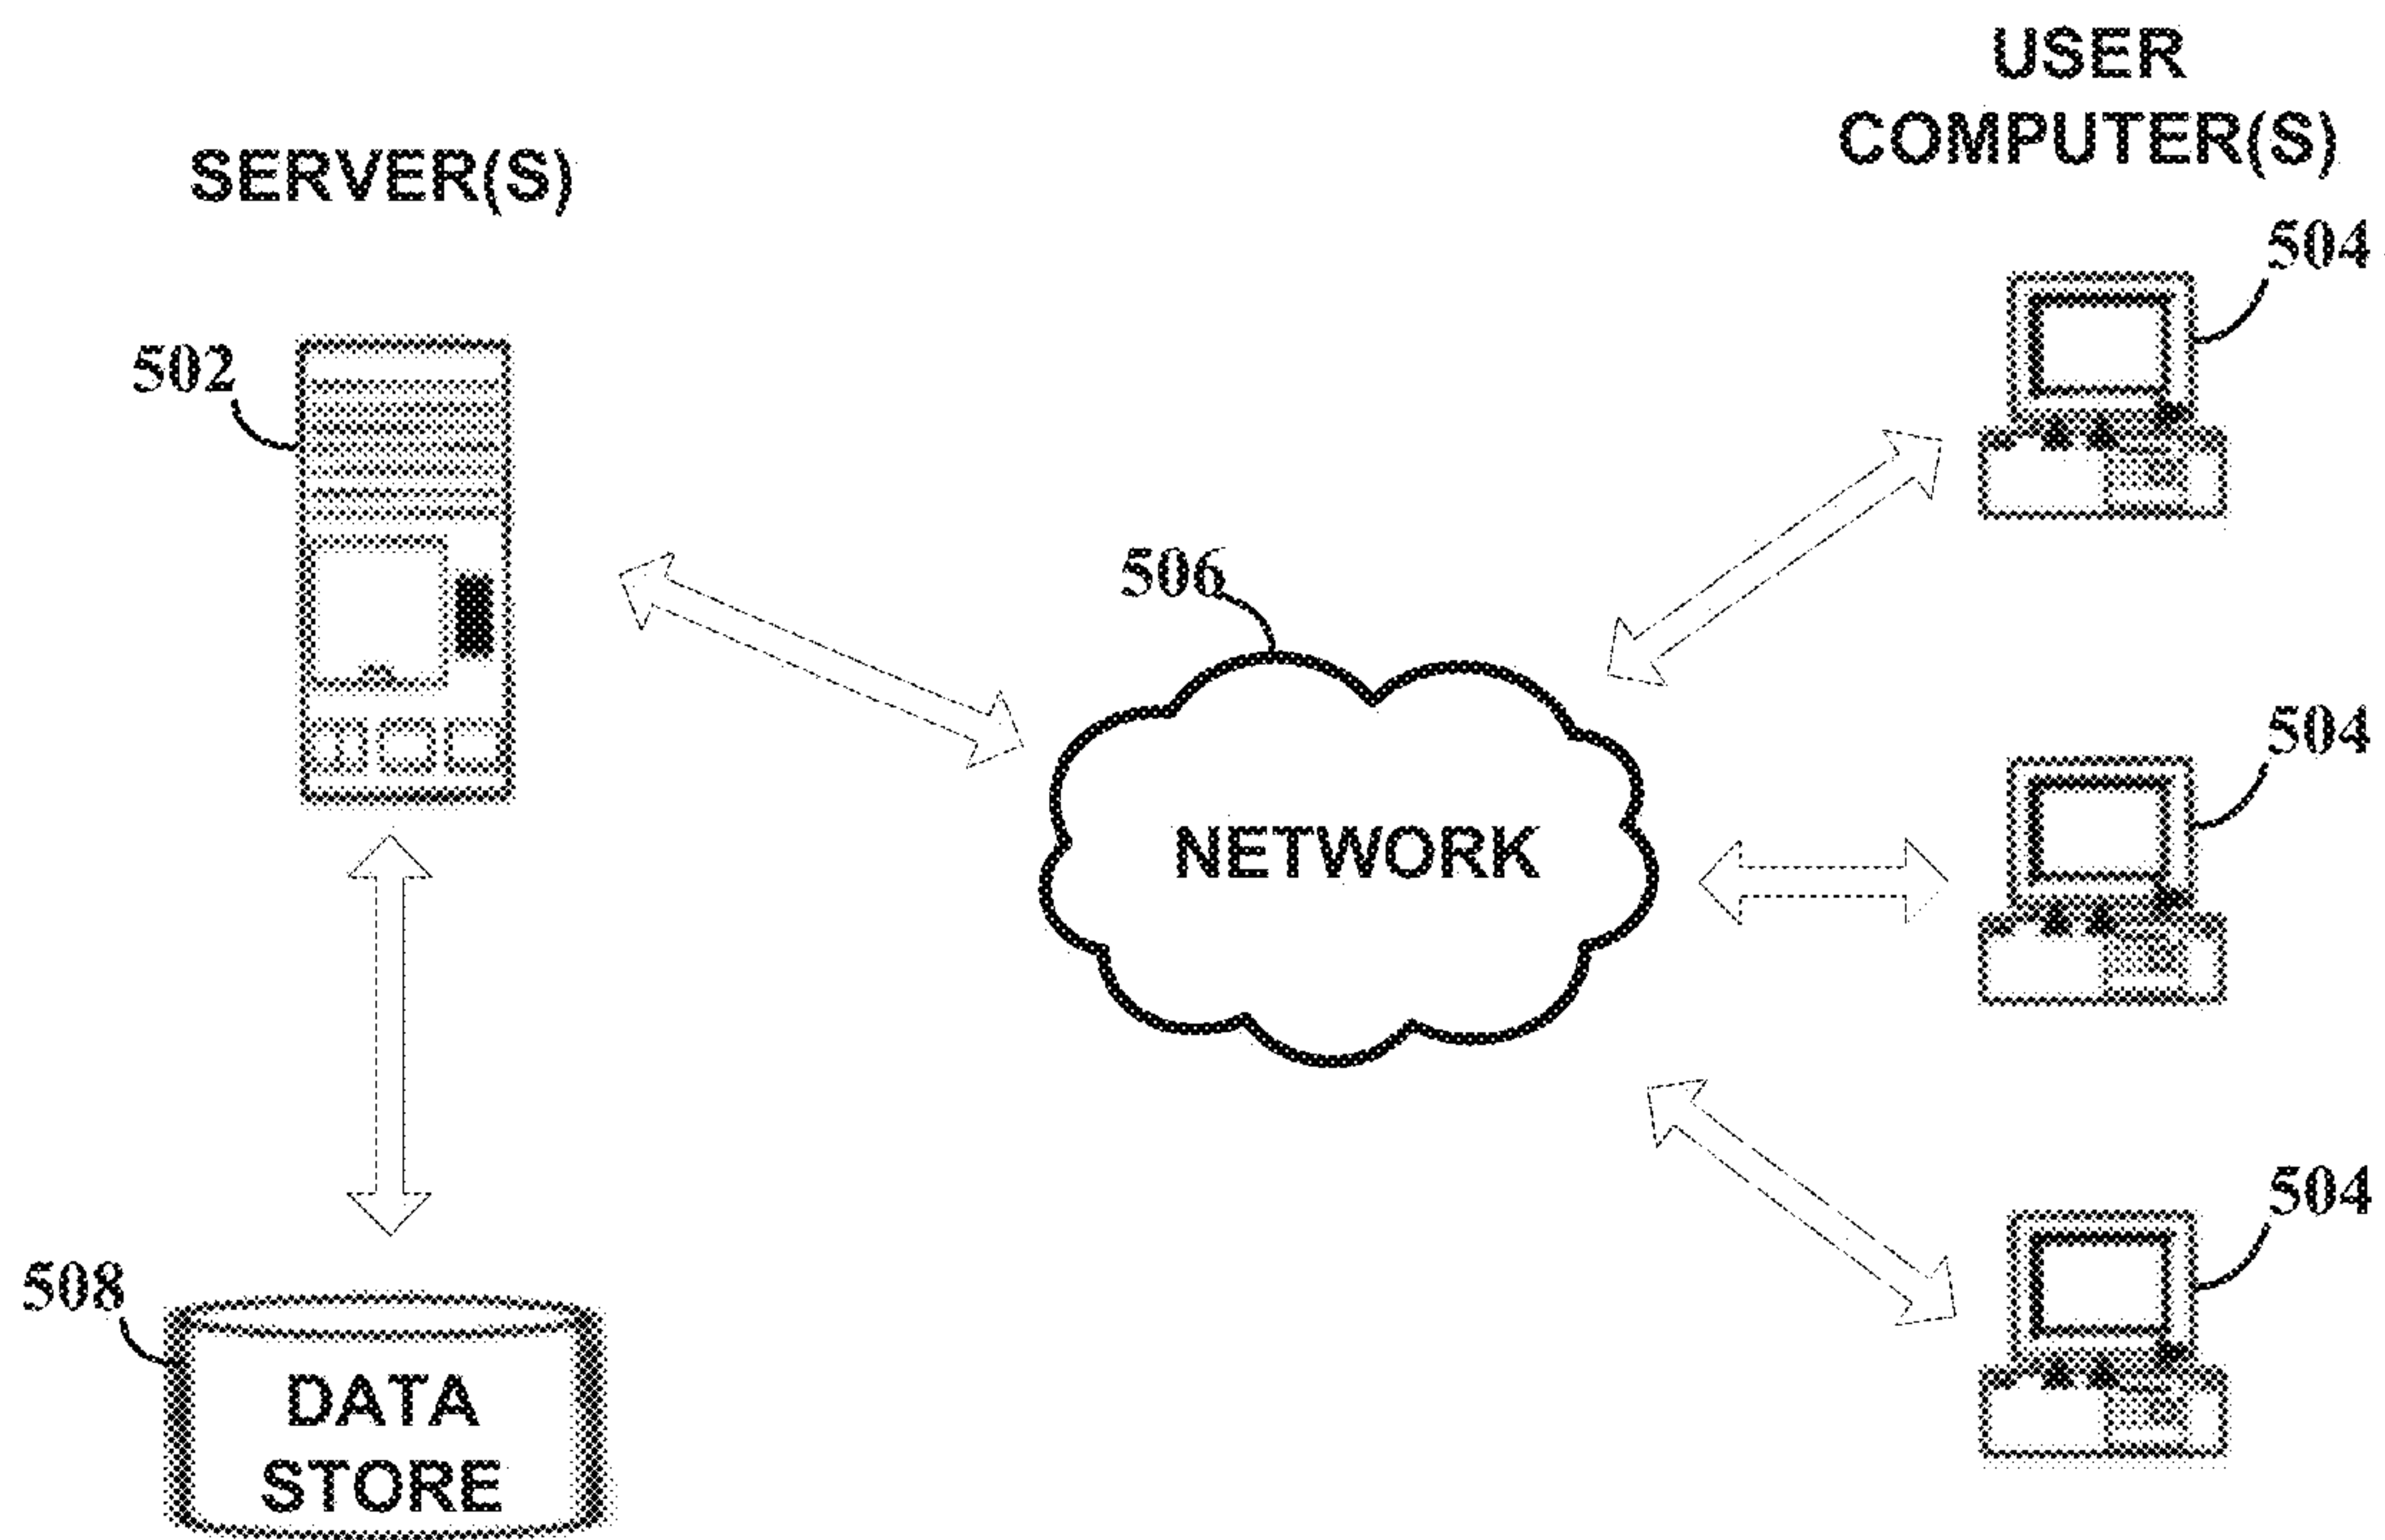 USER
COMPUTER(S)
SERVER(S)
504
502
506
504
NETWORK
504
508
DATA
STORE